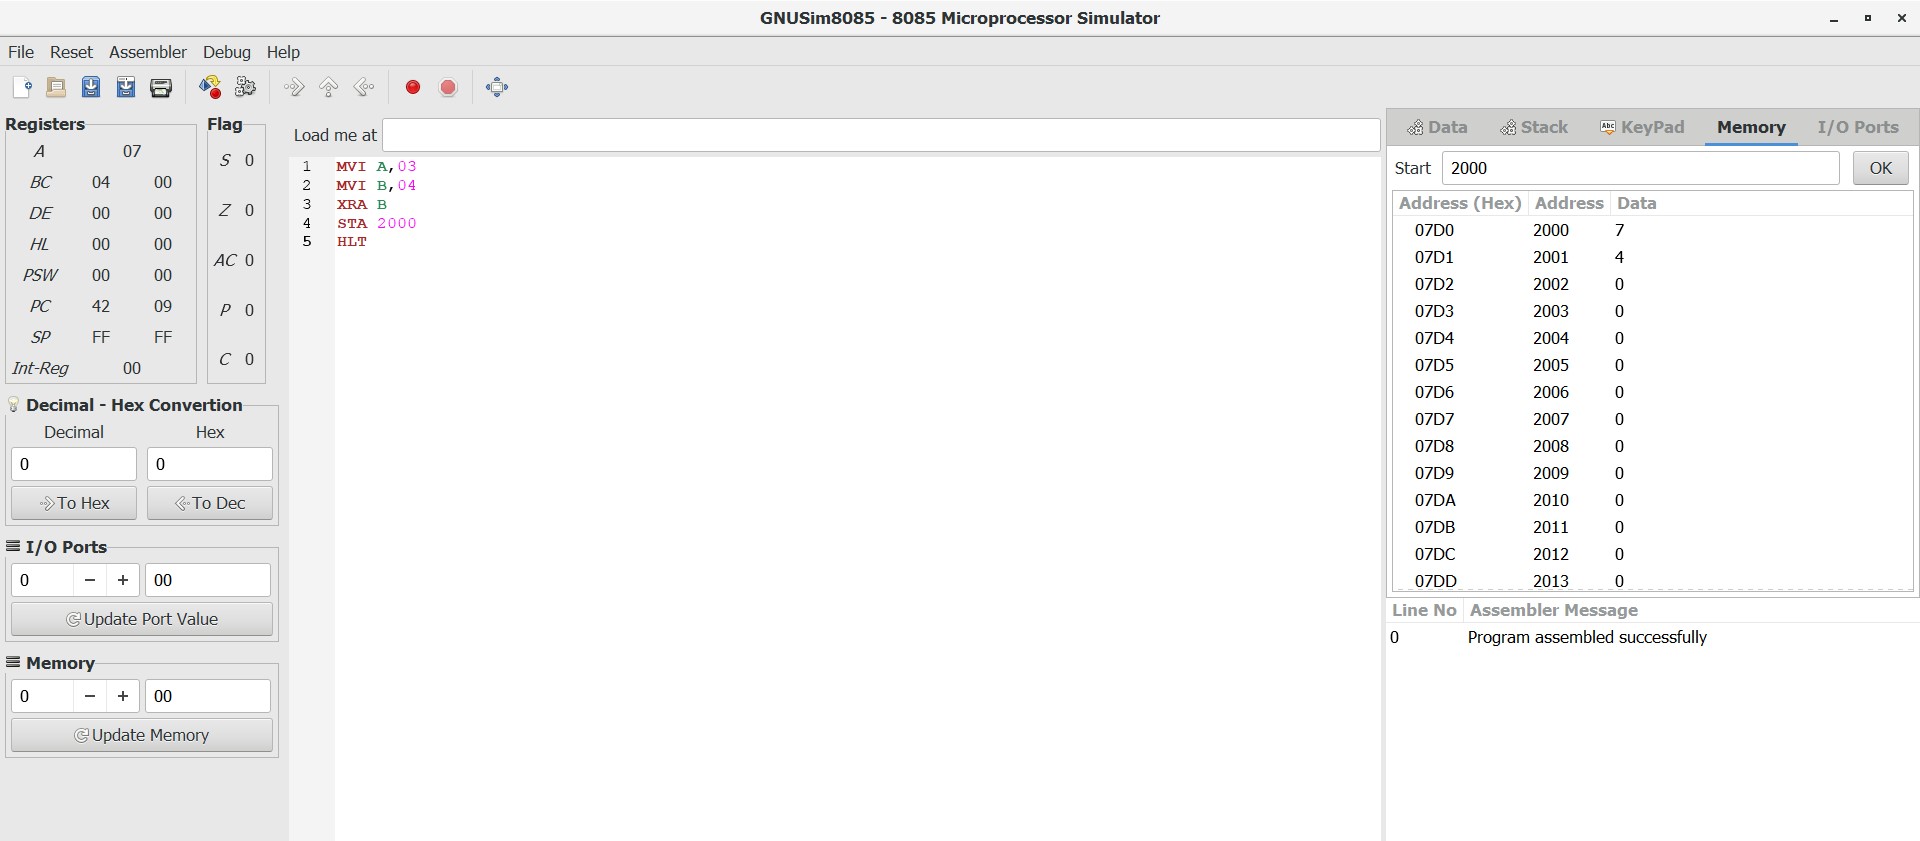 GNUSim8085 - 8085 Microprocessor Simulator
File Reset Assembler Debug Help
Registers
A 07
BC 04 00
DE 00 00
HL 00 00
PSW 00 00
PC 42 09
SP FF FF
Int-Reg 00
Flag
S 0
Z 0
AC 0
P 0
C 0
Decimal - Hex Convertion
Decimal Hex
0 0
To Hex To Dec
I/O Ports
0 − + 00
Update Port Value
Memory
0 − + 00
Update Memory
Load me at
1 MVI A,03
2 MVI B,04
3 XRA B
4 STA 2000
5 HLT
Data Stack Abc KeyPad Memory I/O Ports
Start 2000 OK
Address (Hex) Address Data
07D0 2000 7
07D1 2001 4
07D2 2002 0
07D3 2003 0
07D4 2004 0
07D5 2005 0
07D6 2006 0
07D7 2007 0
07D8 2008 0
07D9 2009 0
07DA 2010 0
07DB 2011 0
07DC 2012 0
07DD 2013 0
Line No Assembler Message
0 Program assembled successfully